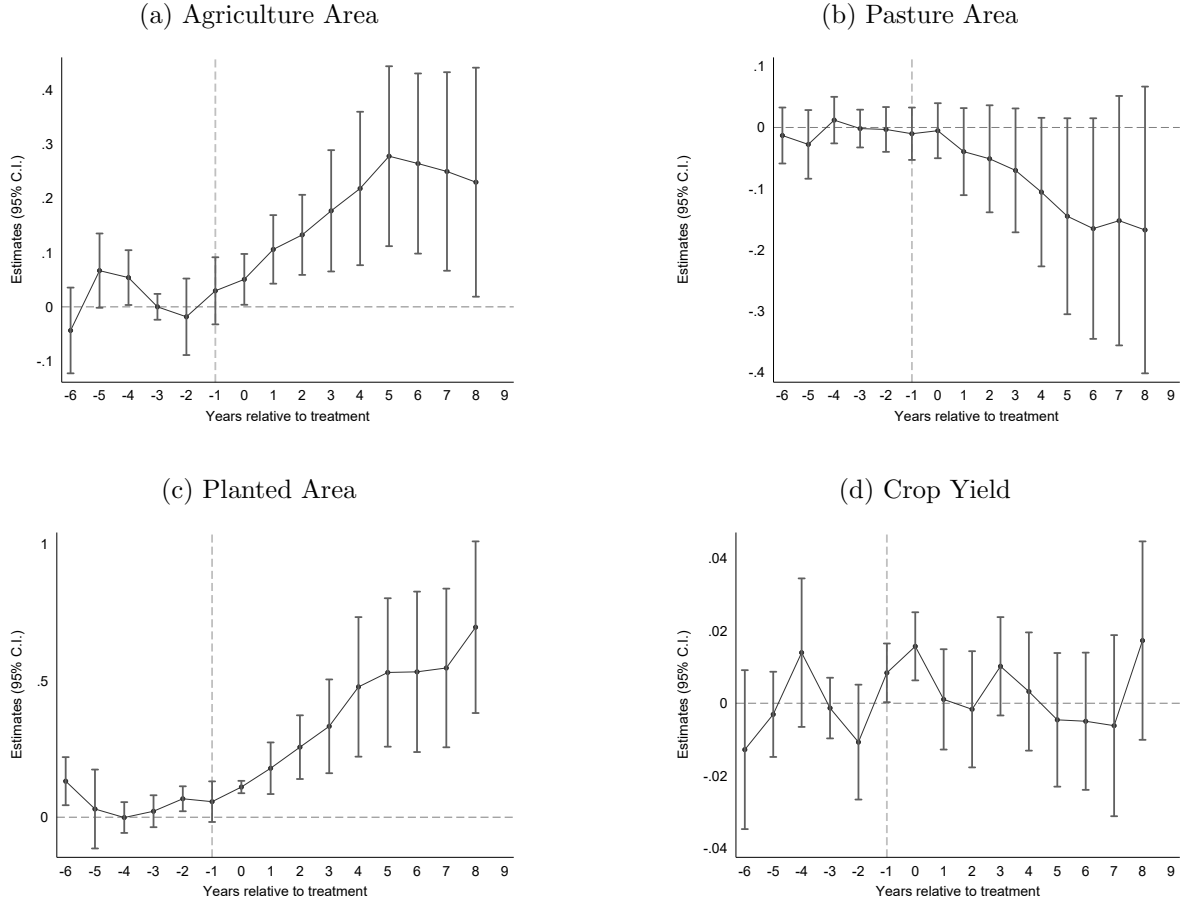 (a) Agriculture Area
.4
.3
.2
.1
0
-.1
Estimates (95% C.I.)
-6 -5 -4 -3 -2 -1 0 1 2 3 4 5 6 7 8 9
Years relative to treatment
(b) Pasture Area
.1
0
-.1
-.2
-.3
-.4
Estimates (95% C.I.)
-6 -5 -4 -3 -2 -1 0 1 2 3 4 5 6 7 8 9
Years relative to treatment
(c) Planted Area
1
.5
0
Estimates (95% C.I.)
-6 -5 -4 -3 -2 -1 0 1 2 3 4 5 6 7 8 9
Years relative to treatment
(d) Crop Yield
.04
.02
0
-.02
-.04
Estimates (95% C.I.)
-6 -5 -4 -3 -2 -1 0 1 2 3 4 5 6 7 8 9
Years relative to treatment